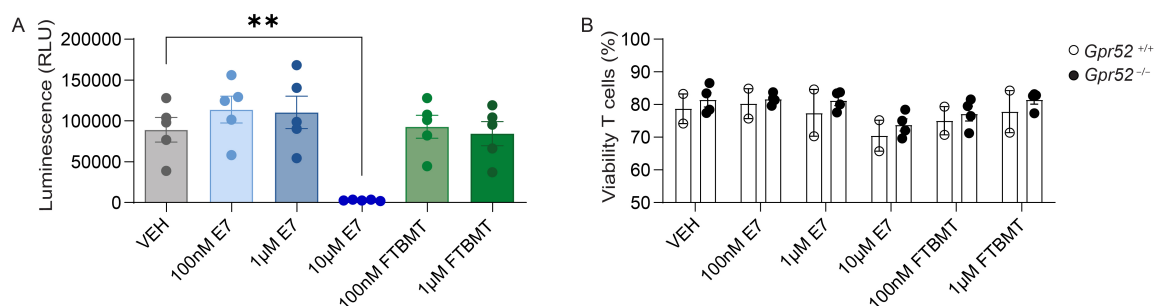 A
Luminescence (RLU)
200000
150000
100000
50000
0
**
VEH
100nM E7
1µM E7
10µM E7
100nM FTBMT
1µM FTBMT
B
Viability T cells (%)
100
90
80
70
60
50
VEH
100nM E7
1µM E7
10µM E7
100nM FTBMT
1µM FTBMT
Gpr52 +/+
Gpr52 −/−